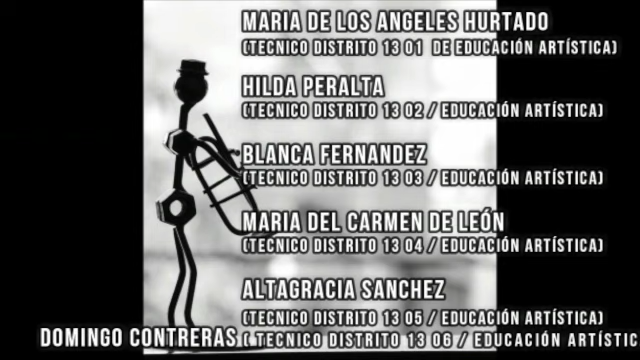 MARIA DE LOS ANGELES HURTADO
(TECNICO DISTRITO 13 01 DE EDUCACIÓN ARTÍSTICA)
HILDA PERALTA
(TECNICO DISTRITO 13 02 / EDUCACIÓN ARTÍSTICA)
BLANCA FERNANDEZ
(TECNICO DISTRITO 13 03 / EDUCACIÓN ARTÍSTICA)
MARIA DEL CARMEN DE LEÓN
(TECNICO DISTRITO 13 04 / EDUCACIÓN ARTÍSTICA)
ALTAGRACIA SANCHEZ
(TECNICO DISTRITO 13 05 / EDUCACIÓN ARTÍSTICA)
DOMINGO CONTRERAS ( TECNICO DISTRITO 13 06 / EDUCACIÓN ARTÍSTIC